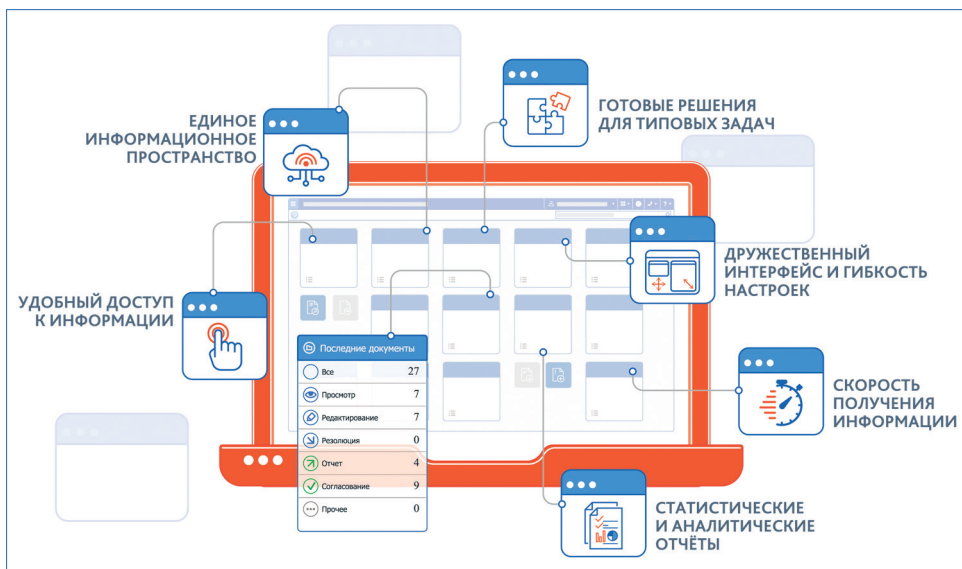 ЕДИНОЕ
ИНФОРМАЦИОННОЕ
ПРОСТРАНСТВО
ГОТОВЫЕ РЕШЕНИЯ
ДЛЯ ТИПОВЫХ ЗАДАЧ
ДРУЖЕСТВЕННЫЙ
ИНТЕРФЕЙС И ГИБКОСТЬ
НАСТРОЕК
УДОБНЫЙ ДОСТУП
К ИНФОРМАЦИИ
Последние документы
Все 27
Просмотр 7
Редактирование 7
Резолюция 0
Отчет 4
Согласование 9
Прочее 0
СКОРОСТЬ
ПОЛУЧЕНИЯ
ИНФОРМАЦИИ
СТАТИСТИЧЕСКИЕ
И АНАЛИТИЧЕСКИЕ
ОТЧЁТЫ